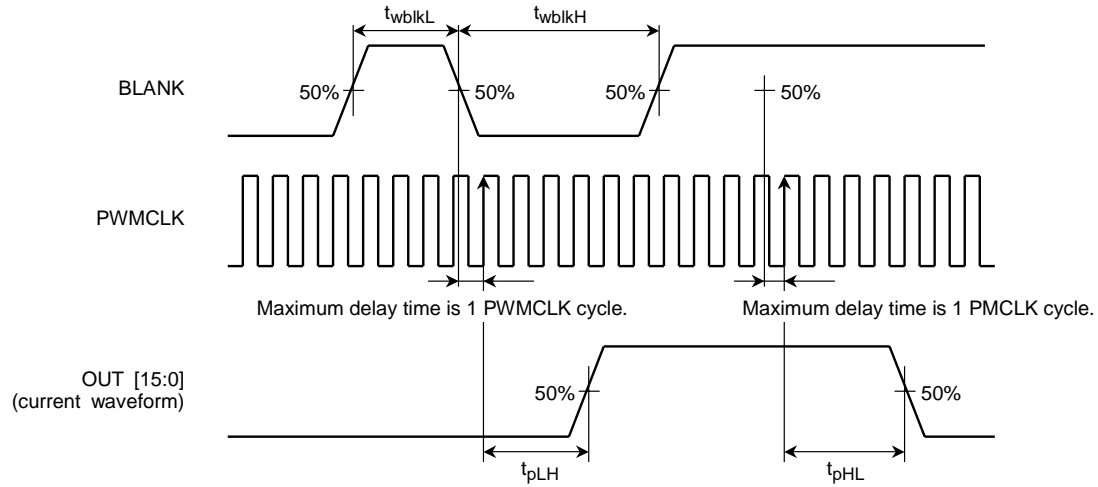 twblkL twblkH
BLANK 50% 50% 50% 50%
PWMCLK
Maximum delay time is 1 PWMCLK cycle. Maximum delay time is 1 PMCLK cycle.
OUT [15:0]
(current waveform)
50% 50%
tpLH tpHL